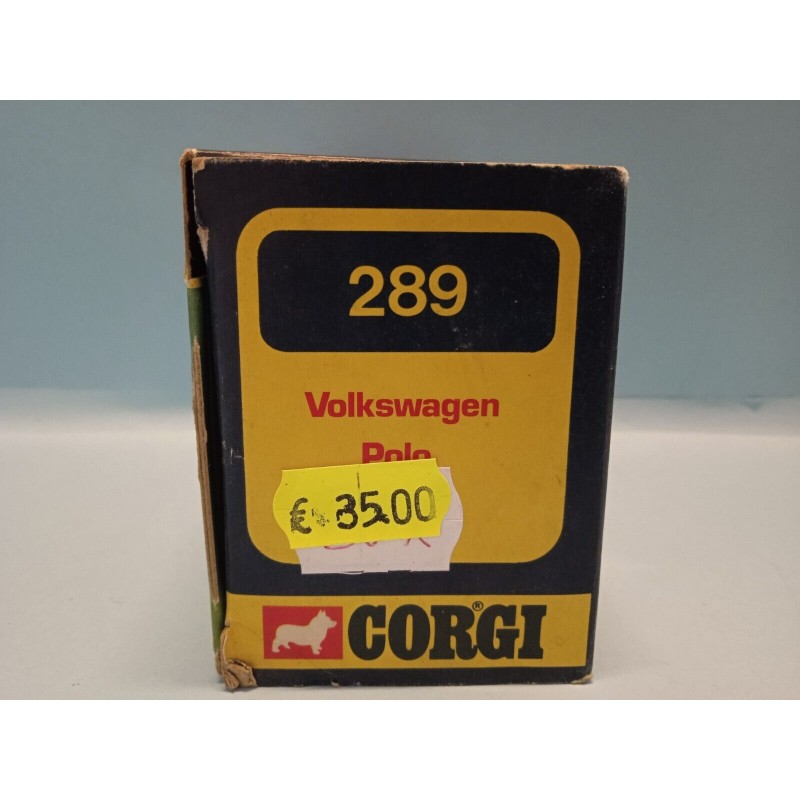 289
Volkswagen
Polo
€ 35.00
CORGI®